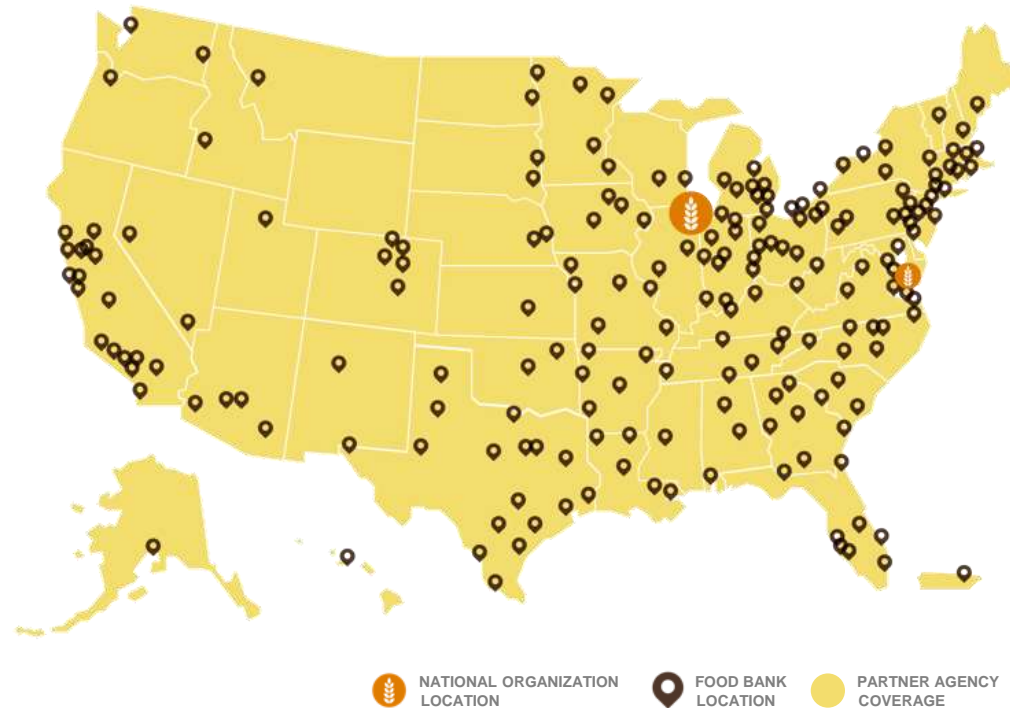 NATIONAL ORGANIZATION
LOCATION
FOOD BANK
LOCATION
PARTNER AGENCY
COVERAGE